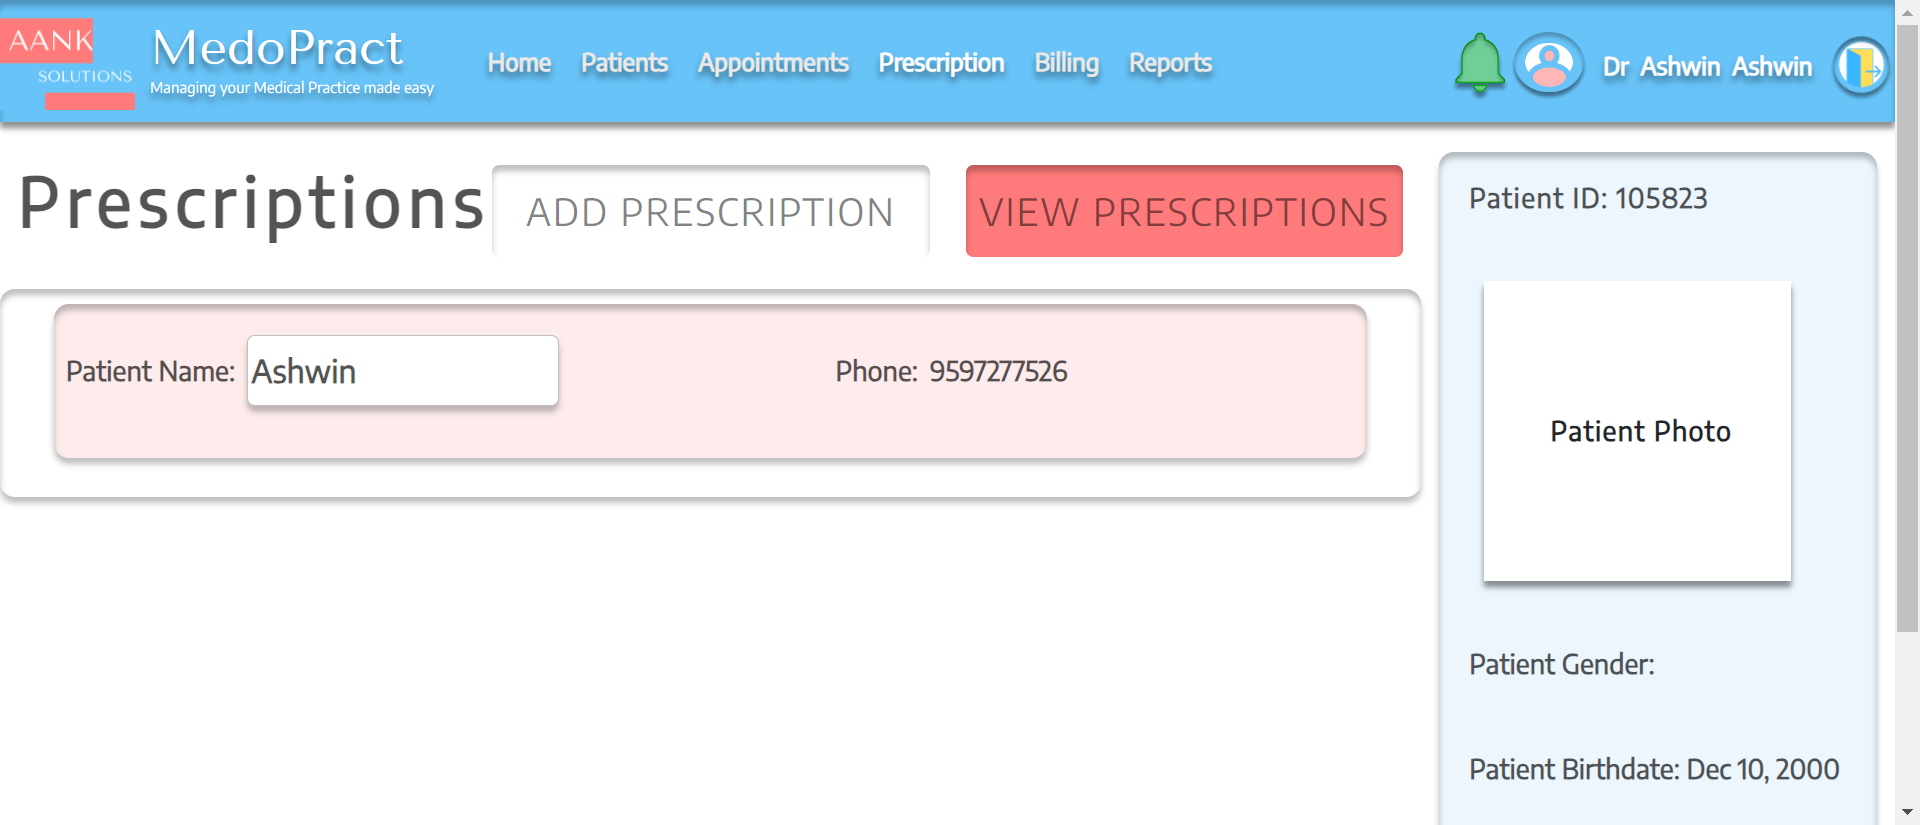 AANK
SOLUTIONS
MedoPract
Managing your Medical Practice made easy
Home Patients Appointments Prescription Billing Reports
Dr Ashwin Ashwin
Prescriptions
ADD PRESCRIPTION
VIEW PRESCRIPTIONS
Patient Name: Ashwin
Phone: 9597277526
Patient ID: 105823
Patient Photo
Patient Gender:
Patient Birthdate: Dec 10, 2000